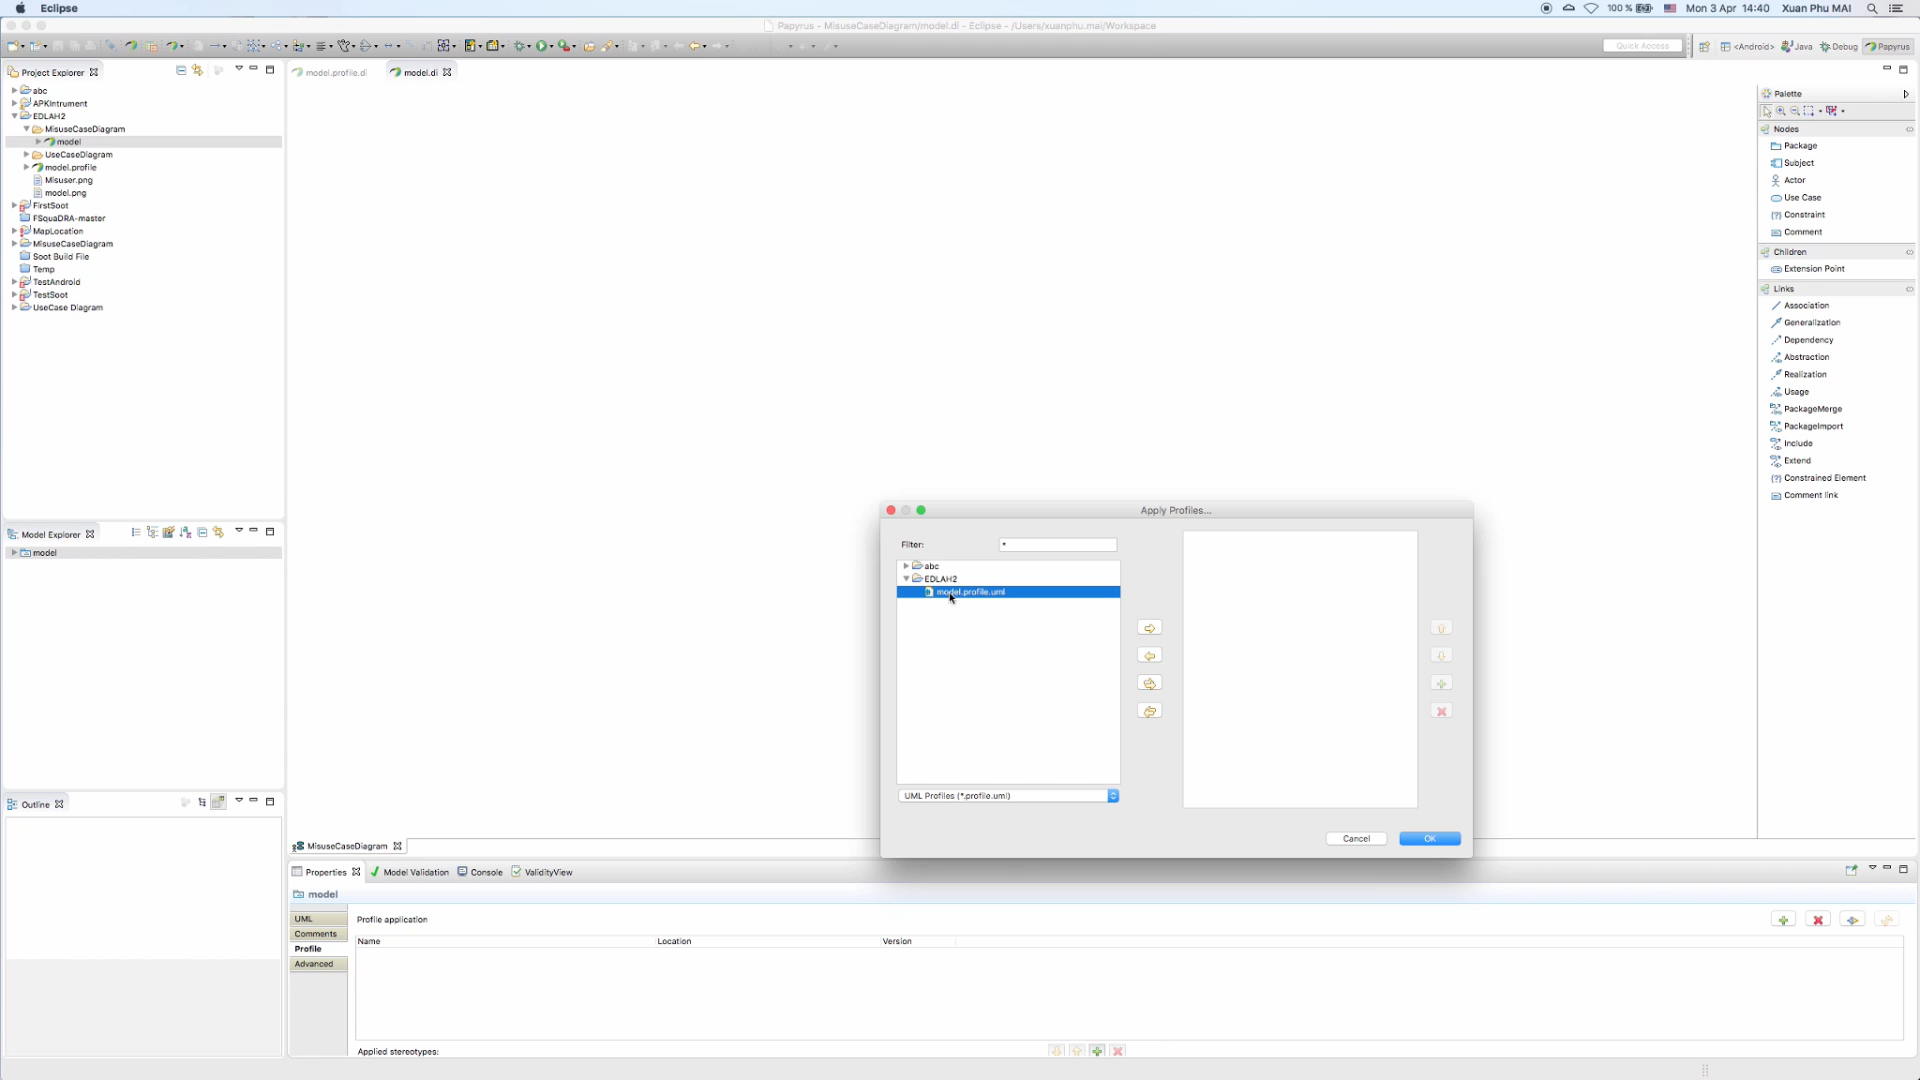 Eclipse
100 %
Mon 3 Apr 14:40
Xuan Phu MAI
Papyrus - MisuseCaseDiagram/model.di - Eclipse - /Users/xuanphu.mai/Workspace
Quick Access
<Android>
Java
Debug
Papyrus
Project Explorer
model.profile.di
model.di
abc
APKIntrument
EDLAH2
MisuseCaseDiagram
model
UseCaseDiagram
model.profile
Misuser.png
model.png
FirstSoot
FSquaDRA-master
MapLocation
MisuseCaseDiagram
Soot Build File
Temp
TestAndroid
TestSoot
UseCase Diagram
Palette
Nodes
Package
Subject
Actor
Use Case
Constraint
Comment
Children
Extension Point
Links
Association
Generalization
Dependency
Abstraction
Realization
Usage
PackageMerge
PackageImport
Include
Extend
Constrained Element
Comment link
Model Explorer
model
Apply Profiles...
Filter:
*
abc
EDLAH2
model.profile.uml
UML Profiles (*.profile.uml)
Cancel
OK
Outline
MisuseCaseDiagram
Properties
Model Validation
Console
ValidityView
model
UML
Comments
Profile
Advanced
Profile application
Name
Location
Version
Applied stereotypes: